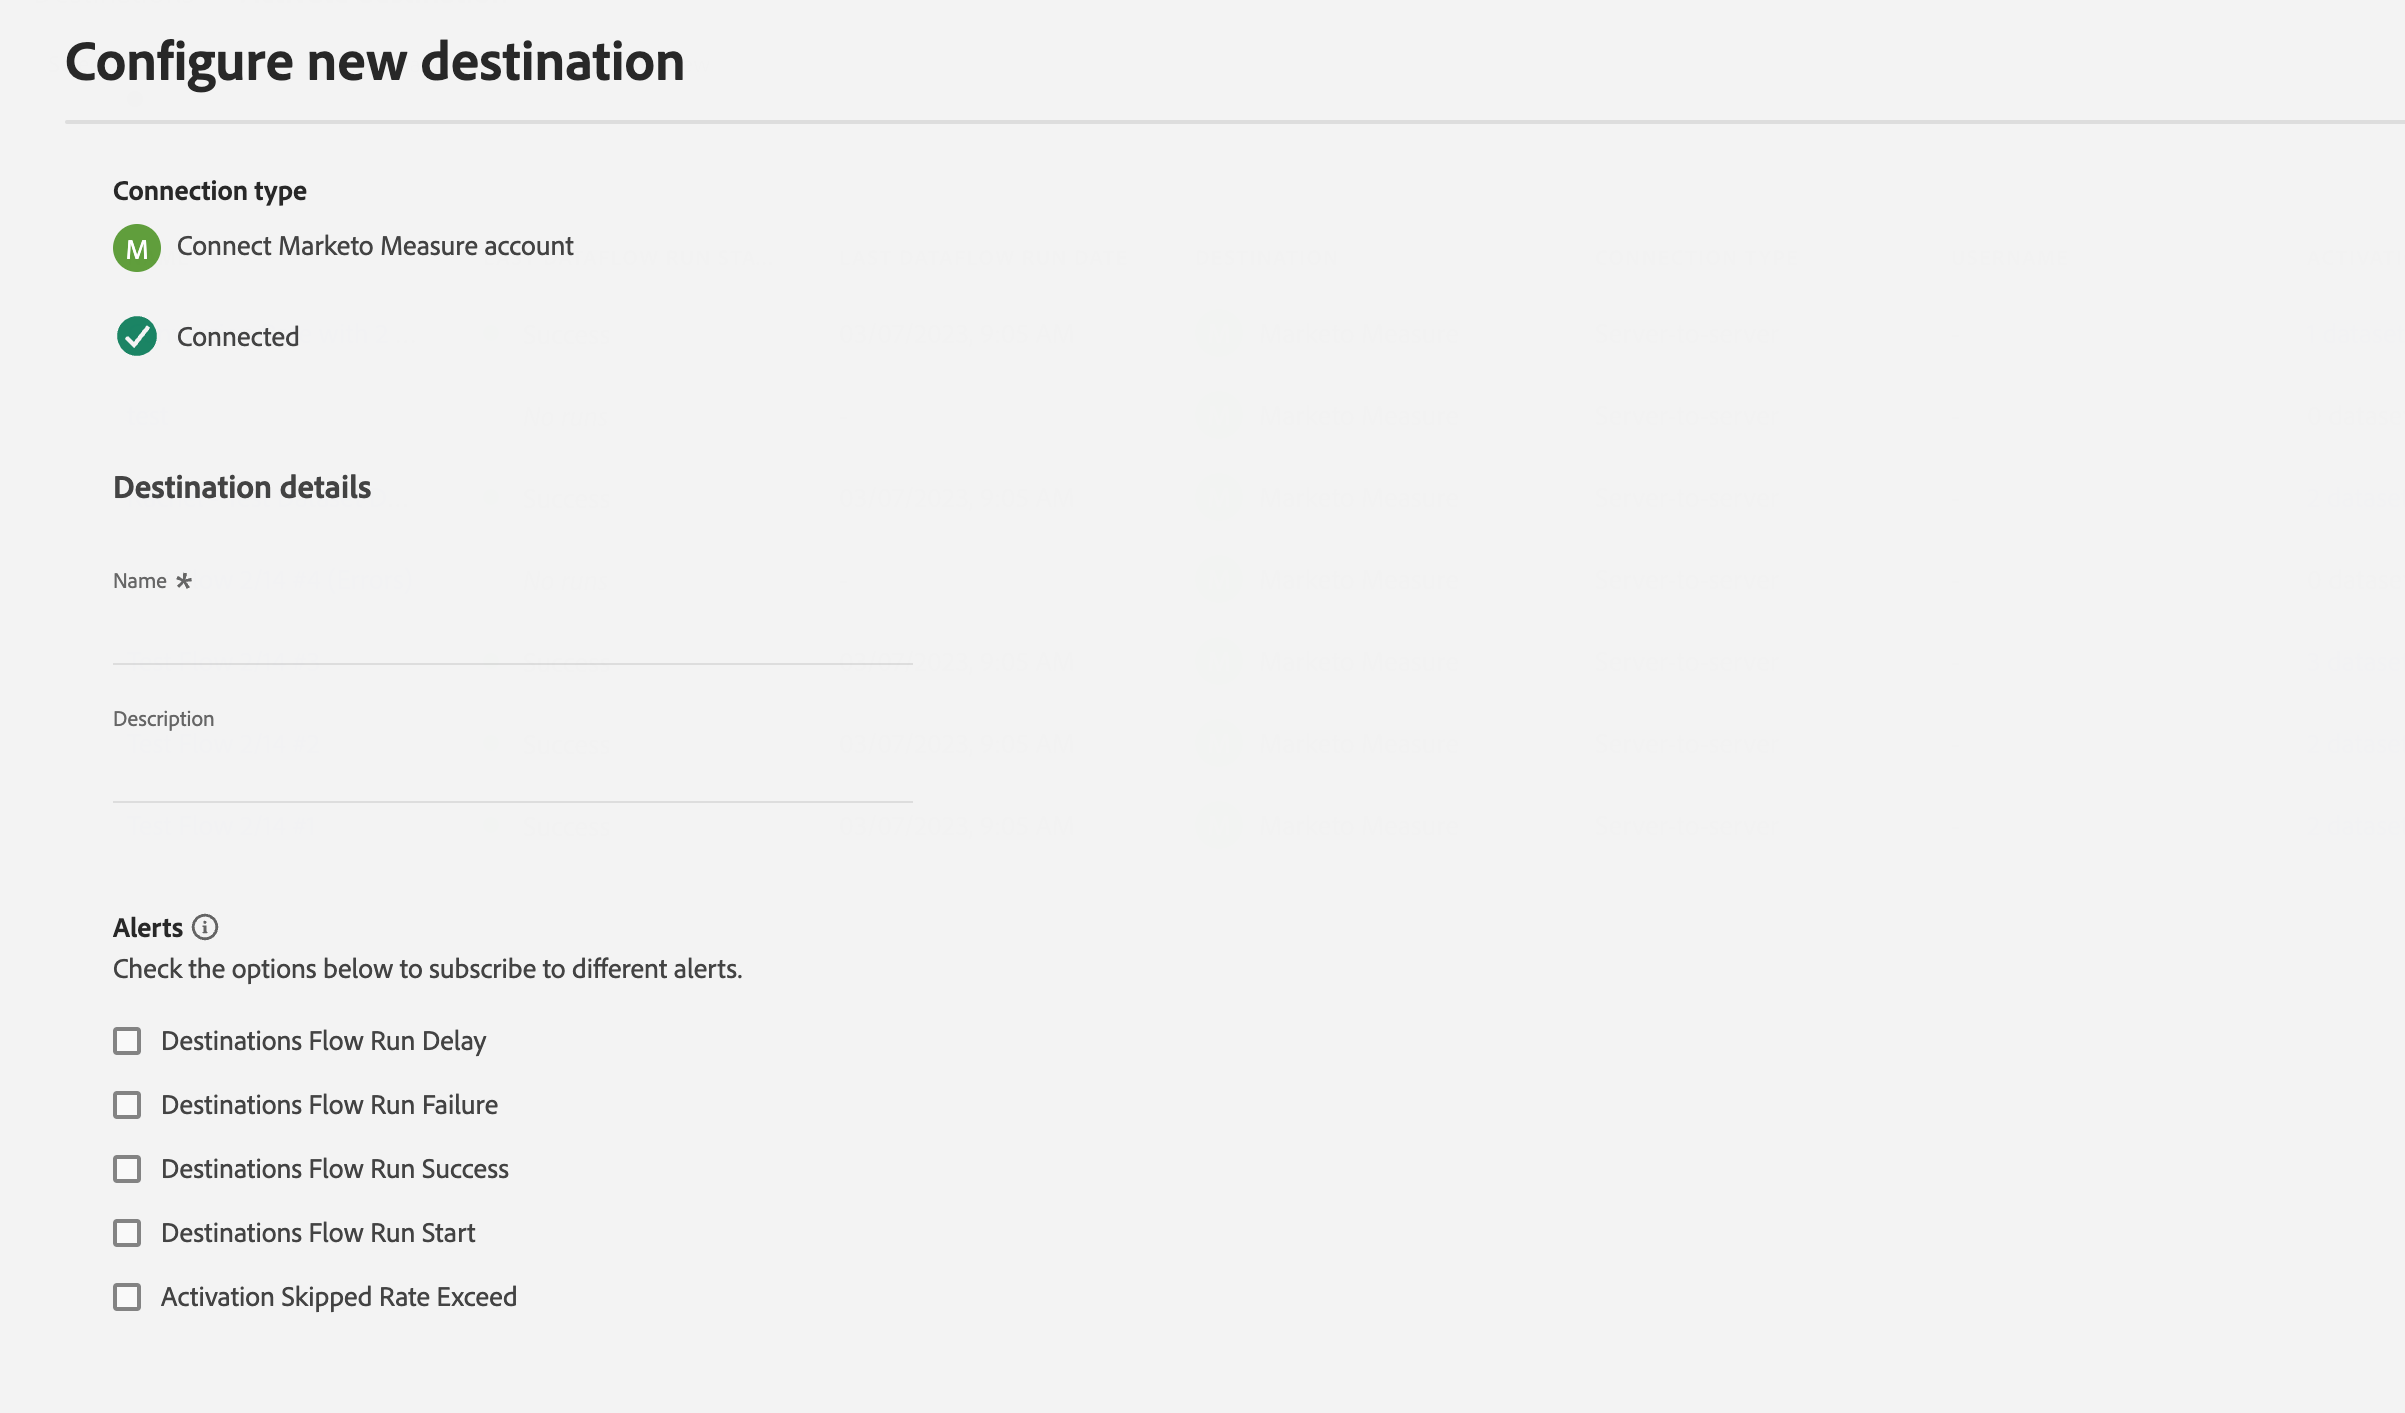 Configure new destination
Connection type
M Connect Marketo Measure account
Connected
Destination details
Name *
Description
Alerts
Check the options below to subscribe to different alerts.
Destinations Flow Run Delay
Destinations Flow Run Failure
Destinations Flow Run Success
Destinations Flow Run Start
Activation Skipped Rate Exceed